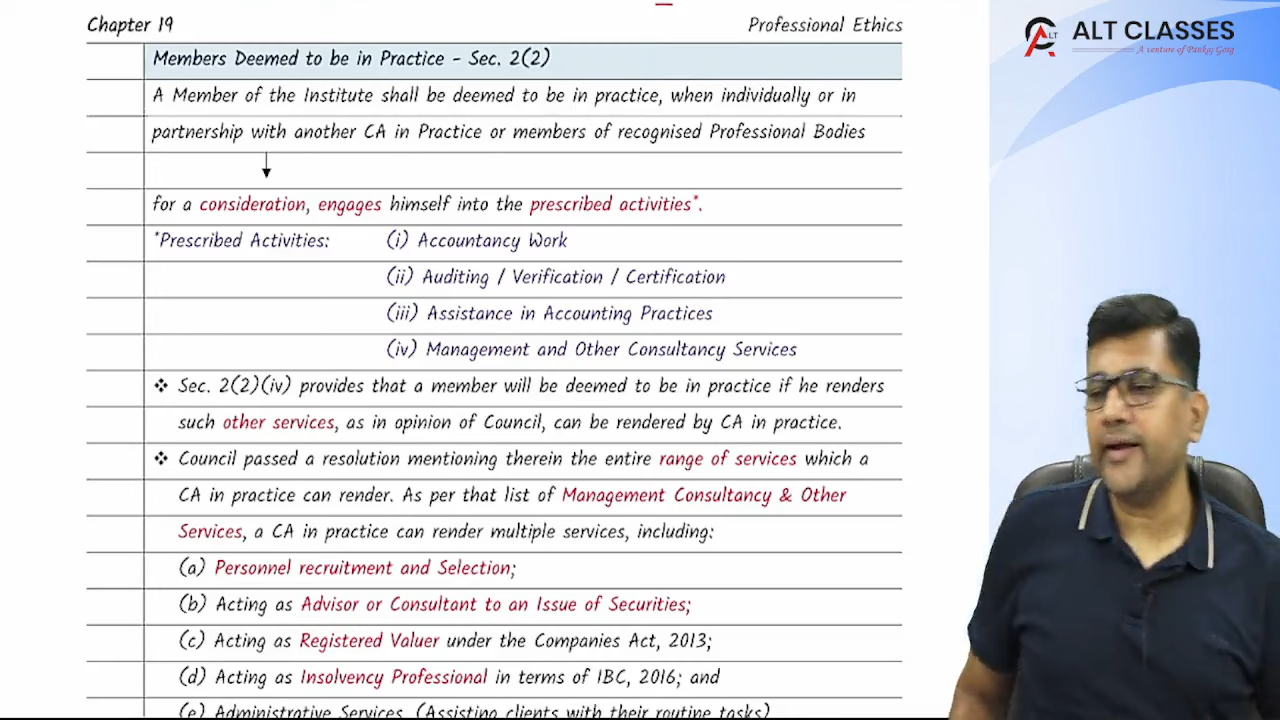 Chapter 19
Professional Ethics
ALT CLASSES
A venture of Pankaj Garg
ALT
Members Deemed to be in Practice - Sec. 2(2)
A Member of the Institute shall be deemed to be in practice, when individually or in
partnership with another CA in Practice or members of recognised Professional Bodies
for a consideration, engages himself into the prescribed activities*.
*Prescribed Activities: (i) Accountancy Work
(ii) Auditing / Verification / Certification
(iii) Assistance in Accounting Practices
(iv) Management and Other Consultancy Services
❖ Sec. 2(2)(iv) provides that a member will be deemed to be in practice if he renders
such other services, as in opinion of Council, can be rendered by CA in practice.
❖ Council passed a resolution mentioning therein the entire range of services which a
CA in practice can render. As per that list of Management Consultancy & Other
Services, a CA in practice can render multiple services, including:
(a) Personnel recruitment and Selection;
(b) Acting as Advisor or Consultant to an Issue of Securities;
(c) Acting as Registered Valuer under the Companies Act, 2013;
(d) Acting as Insolvency Professional in terms of IBC, 2016; and
(e) Administrative Services (Assisting clients with their routine tasks)